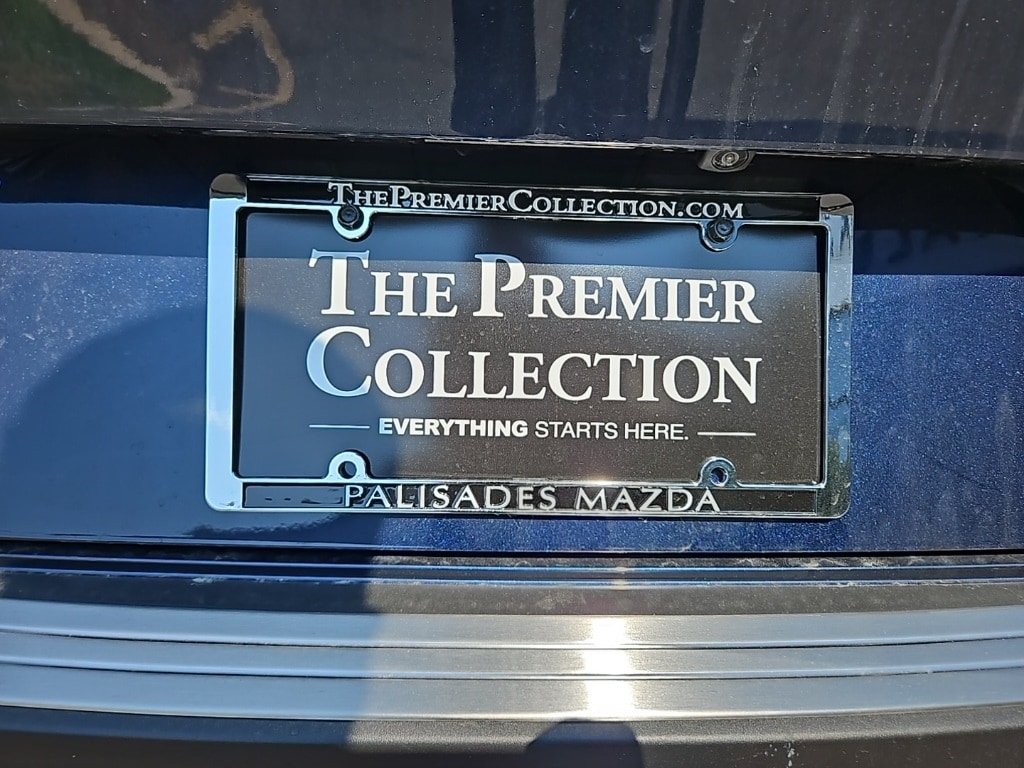 ThePremierCollection.com
The Premier
Collection
EVERYTHING STARTS HERE.
PALISADES MAZDA